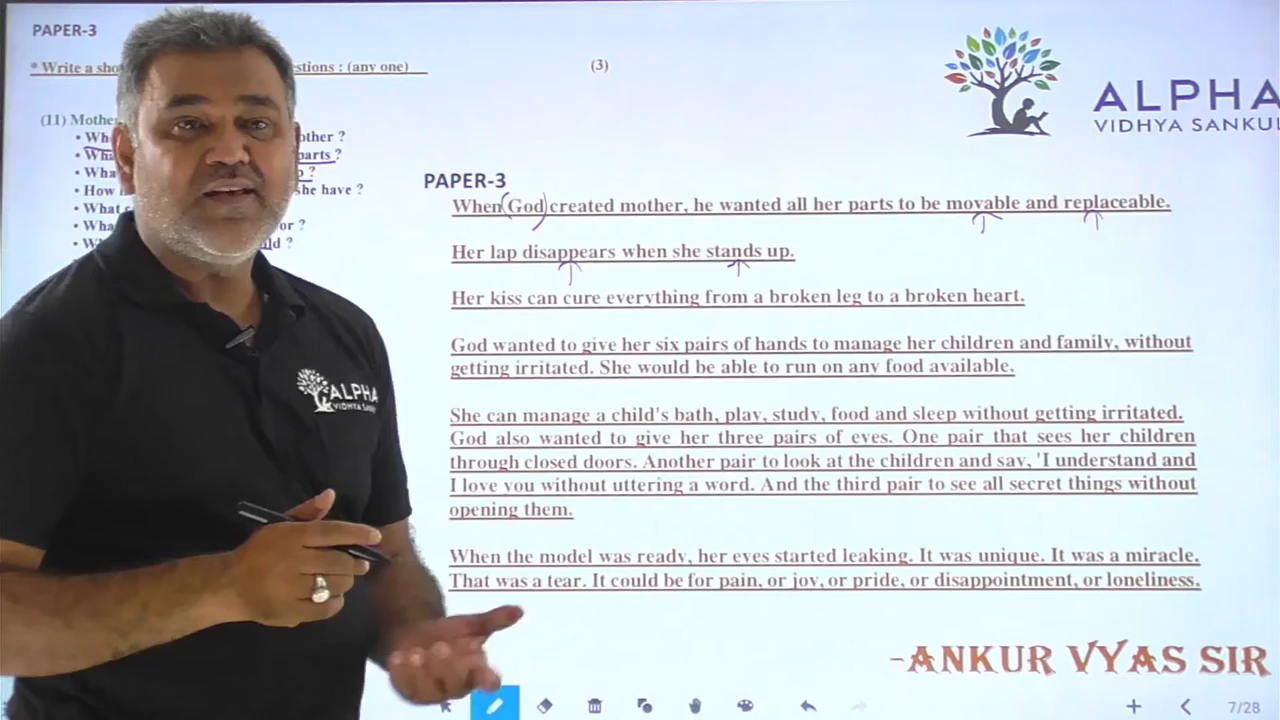 PAPER-3
* Write a sho stions : (any one) (3)
(11) Mothe
• Wh other ?
• Wha parts ?
• Wha p ?
• How i she have ?
• What
• Wha or ?
• W ld ?
ALPHA
VIDHYA SANKUL
PAPER-3
When (God) created mother, he wanted all her parts to be movable and replaceable.
Her lap disappears when she stands up.
Her kiss can cure everything from a broken leg to a broken heart.
God wanted to give her six pairs of hands to manage her children and family, without
getting irritated. She would be able to run on any food available.
She can manage a child's bath, play, study, food and sleep without getting irritated.
God also wanted to give her three pairs of eyes. One pair that sees her children
through closed doors. Another pair to look at the children and say, 'I understand and
I love you without uttering a word. And the third pair to see all secret things without
opening them.
When the model was ready, her eyes started leaking. It was unique. It was a miracle.
That was a tear. It could be for pain, or joy, or pride, or disappointment, or loneliness.
-ANKUR VYAS SIR
7/28
ALPHA
VIDHYA SANKU